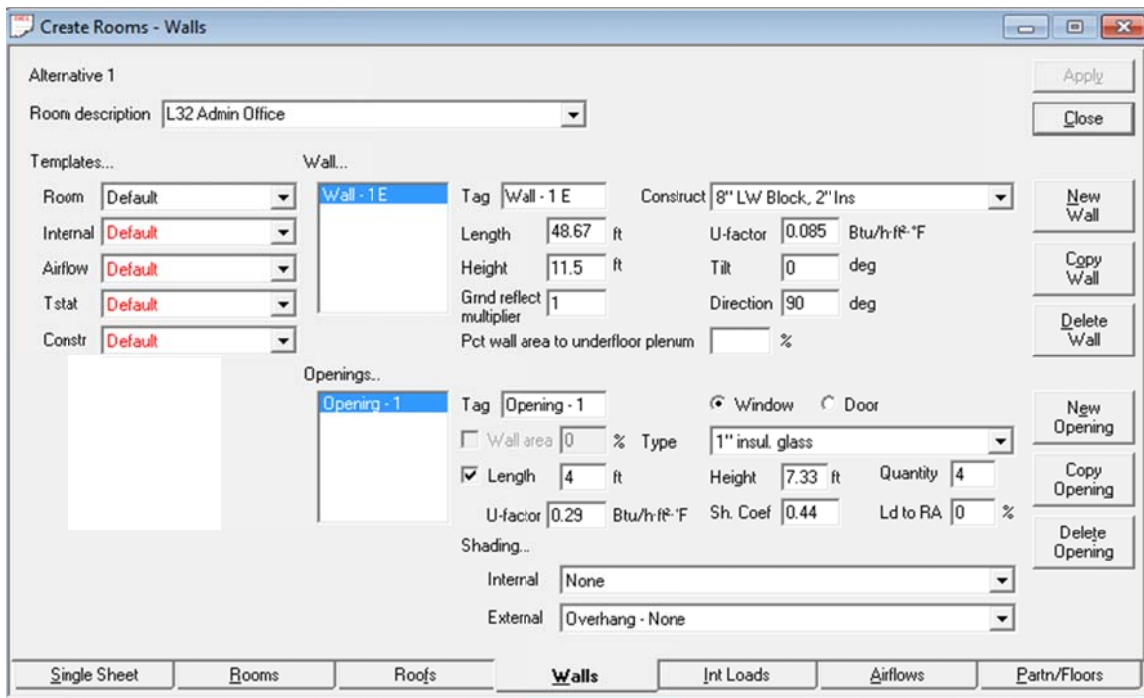 Create Rooms - Walls
Alternative 1
Apply
Room description L32 Admin Office
Close
Templates... Wall...
Room Default Wall - 1 E Tag Wall - 1 E Construct 8" LW Block, 2" Ins New Wall
Internal Default Length 48.67 ft U-factor 0.085 Btu/h·ft²·°F
Airflow Default Height 11.5 ft Tilt 0 deg Copy Wall
Tstat Default Grnd reflect multiplier 1 Direction 90 deg Delete Wall
Constr Default Pct wall area to underfloor plenum %
Openings...
Opening - 1 Tag Opening - 1 Window Door New Opening
Wall area 0 % Type 1" insul. glass
Length 4 ft Height 7.33 ft Quantity 4 Copy Opening
U-factor 0.29 Btu/h·ft²·°F Sh. Coef 0.44 Ld to RA 0 %
Delete Opening
Shading...
Internal None
External Overhang - None
Single Sheet Rooms Roofs Walls Int Loads Airflows Partn/Floors